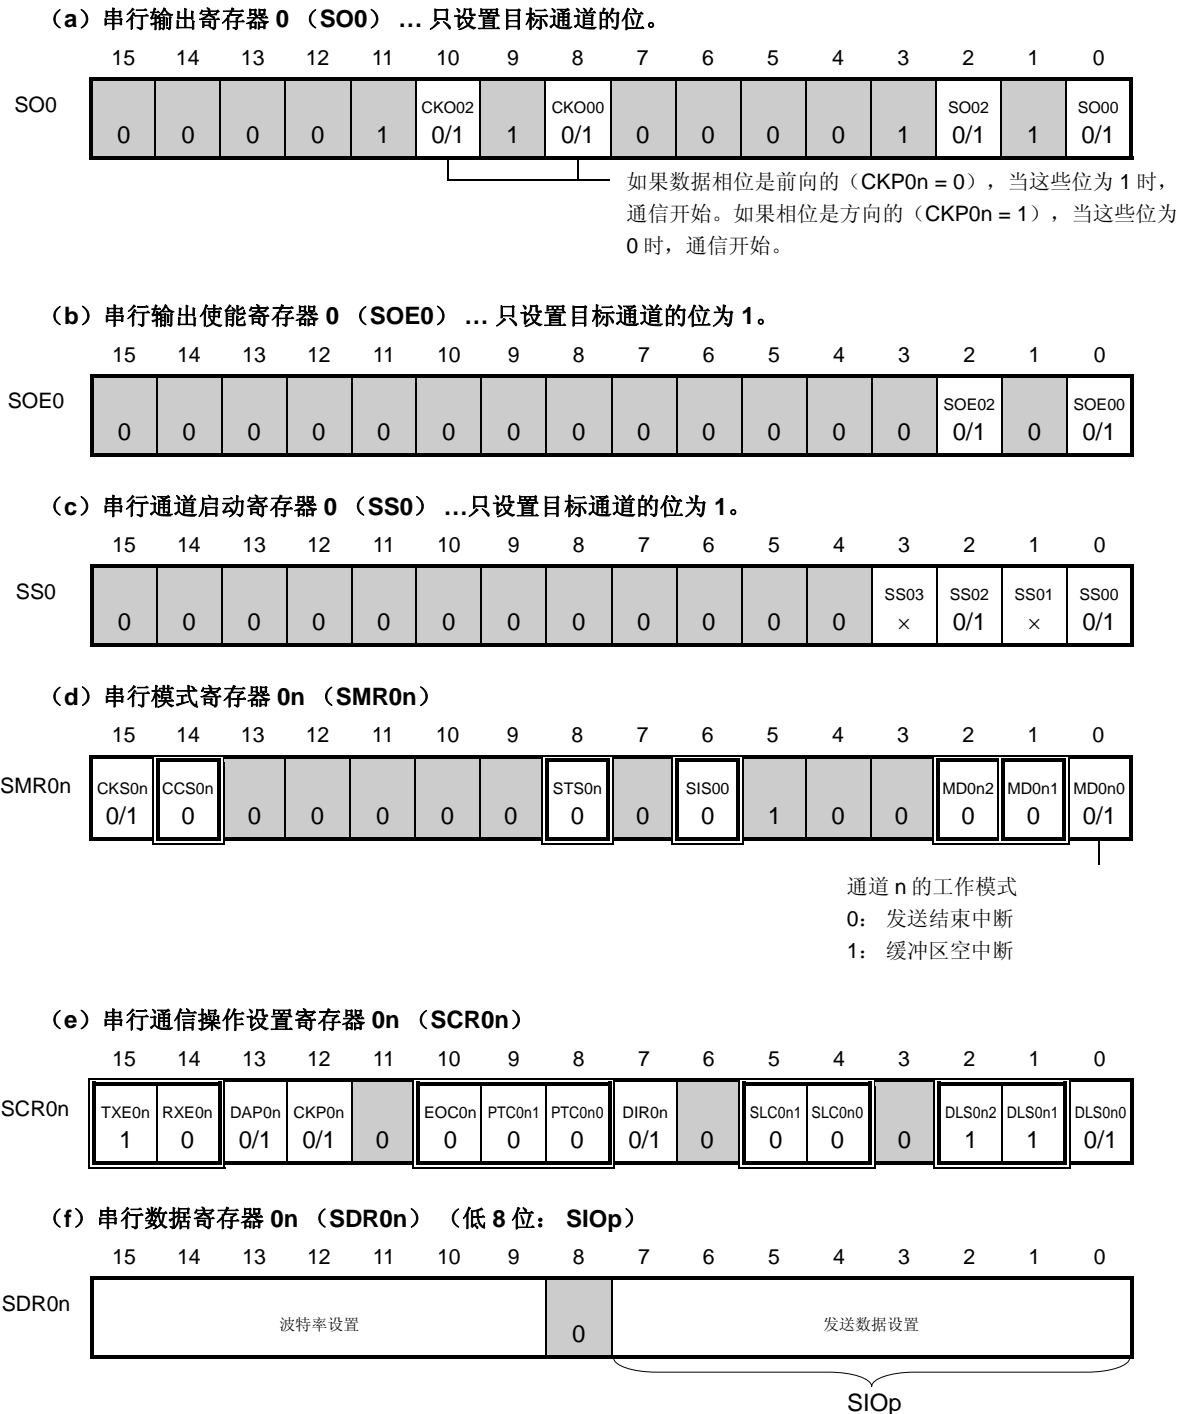 （a）串行输出寄存器 0 （SO0） … 只设置目标通道的位。
15 14 13 12 11 10 9 8 7 6 5 4 3 2 1 0
SO0
CKO02 CKO00 SO02 SO00
0 0 0 0 1 0/1 1 0/1 0 0 0 0 1 0/1 1 0/1
如果数据相位是前向的（CKP0n = 0），当这些位为 1 时，
通信开始。如果相位是方向的（CKP0n = 1），当这些位为
0 时，通信开始。
（b）串行输出使能寄存器 0 （SOE0） … 只设置目标通道的位为 1。
15 14 13 12 11 10 9 8 7 6 5 4 3 2 1 0
SOE0
SOE02 SOE00
0 0 0 0 0 0 0 0 0 0 0 0 0 0/1 0 0/1
（c）串行通道启动寄存器 0 （SS0） …只设置目标通道的位为 1。
15 14 13 12 11 10 9 8 7 6 5 4 3 2 1 0
SS0
SS03 SS02 SS01 SS00
0 0 0 0 0 0 0 0 0 0 0 0 × 0/1 × 0/1
（d）串行模式寄存器 0n （SMR0n）
15 14 13 12 11 10 9 8 7 6 5 4 3 2 1 0
SMR0n
CKS0n CCS0n STS0n SIS00 MD0n2 MD0n1 MD0n0
0/1 0 0 0 0 0 0 0 0 0 1 0 0 0 0 0/1
通道 n 的工作模式
0： 发送结束中断
1： 缓冲区空中断
（e）串行通信操作设置寄存器 0n （SCR0n）
15 14 13 12 11 10 9 8 7 6 5 4 3 2 1 0
SCR0n
TXE0n RXE0n DAP0n CKP0n EOC0n PTC0n1 PTC0n0 DIR0n SLC0n1 SLC0n0 DLS0n2 DLS0n1 DLS0n0
1 0 0/1 0/1 0 0 0 0 0/1 0 0 0 0 1 1 0/1
（f）串行数据寄存器 0n （SDR0n） （低 8 位： SIOp）
15 14 13 12 11 10 9 8 7 6 5 4 3 2 1 0
SDR0n
波特率设置 0 发送数据设置
SIOp